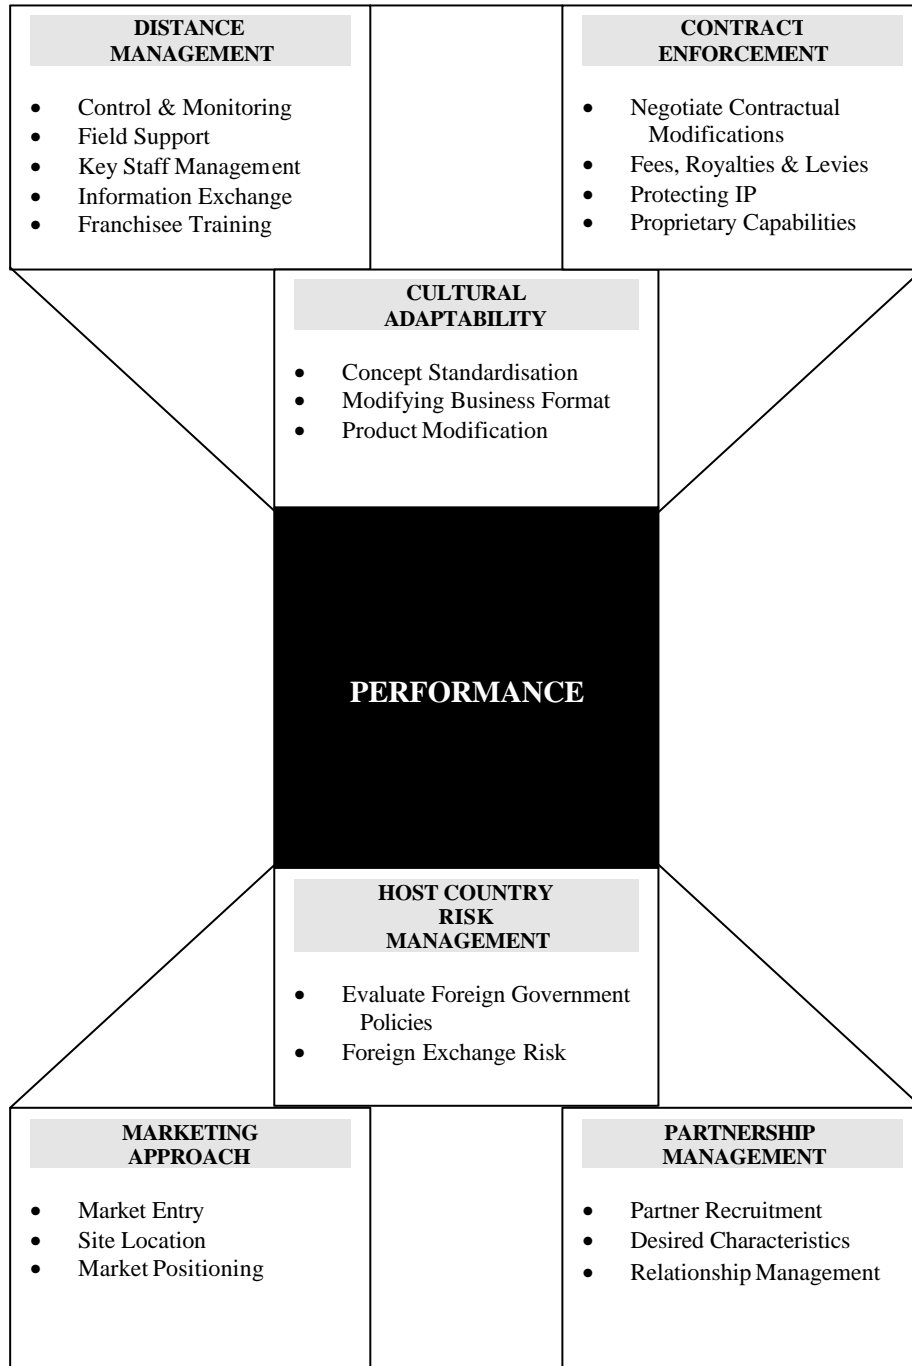 DISTANCE
MANAGEMENT
• Control & Monitoring
• Field Support
• Key Staff Management
• Information Exchange
• Franchisee Training
CONTRACT
ENFORCEMENT
• Negotiate Contractual
Modifications
• Fees, Royalties & Levies
• Protecting IP
• Proprietary Capabilities
CULTURAL
ADAPTABILITY
• Concept Standardisation
• Modifying Business Format
• Product Modification
PERFORMANCE
HOST COUNTRY
RISK
MANAGEMENT
• Evaluate Foreign Government
Policies
• Foreign Exchange Risk
MARKETING
APPROACH
• Market Entry
• Site Location
• Market Positioning
PARTNERSHIP
MANAGEMENT
• Partner Recruitment
• Desired Characteristics
• Relationship Management